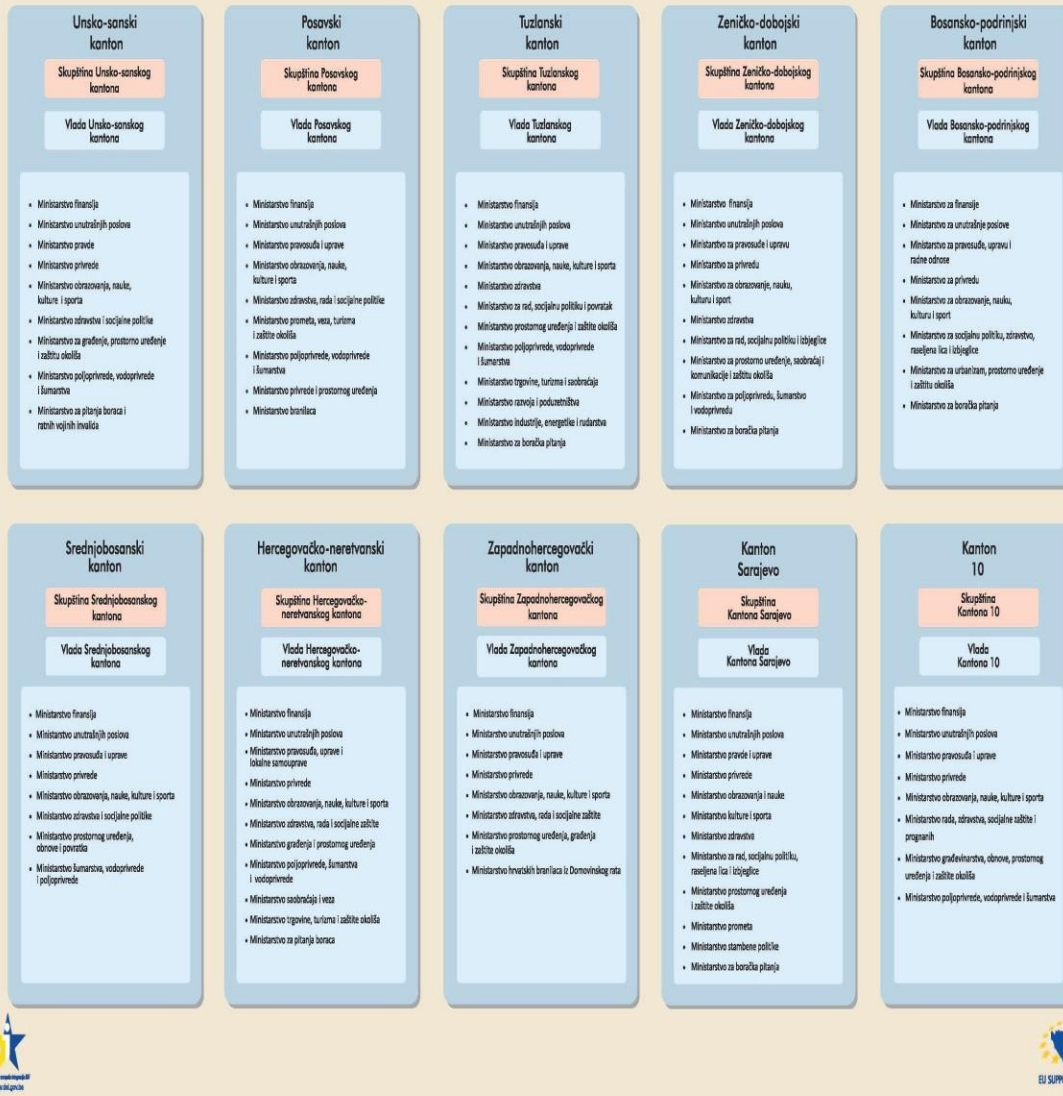 Unsko-sanski
kanton
Skupština Unsko-sanskog
kantona
Vlada Unsko-sanskog
kantona
• Ministarstvo finansija
• Ministarstvo unutrašnjih poslova
• Ministarstvo pravde
• Ministarstvo privrede
• Ministarstvo obrazovanja, nauke,
kulture i sporta
• Ministarstvo zdravstva i socijalne politike
• Ministarstvo za građenje, prostorno uređenje
i zaštitu okoliša
• Ministarstvo poljoprivrede, vodoprivrede
i šumarstva
• Ministarstvo za pitanja boraca i
ratnih vojnih invalida
Posavski
kanton
Skupština Posavskog
kantona
Vlada Posavskog
kantona
• Ministarstvo finansija
• Ministarstvo unutrašnjih poslova
• Ministarstvo pravosuđa i uprave
• Ministarstvo obrazovanja, nauke,
kulture i sporta
• Ministarstvo zdravstva, rada i socijalne politike
• Ministarstvo prometa, veza, turizma
i zaštite okoliša
• Ministarstvo poljoprivrede, vodoprivrede
i šumarstva
• Ministarstvo privrede i prostornog uređenja
• Ministarstvo branilaca
Tuzlanski
kanton
Skupština Tuzlanskog
kantona
Vlada Tuzlanskog
kantona
• Ministarstvo finansija
• Ministarstvo unutrašnjih poslova
• Ministarstvo pravosuđa i uprave
• Ministarstvo obrazovanja, nauke, kulture i sporta
• Ministarstvo zdravstva
• Ministarstvo za rad, socijalnu politiku i povratak
• Ministarstvo prostornog uređenja i zaštite okoliša
• Ministarstvo poljoprivrede, vodoprivrede
i šumarstva
• Ministarstvo trgovine, turizma i saobraćaja
• Ministarstvo razvoja i poduzetništva
• Ministarstvo industrije, energetike i rudarstva
• Ministarstvo za boračka pitanja
Zeničko-dobojski
kanton
Skupština Zeničko-dobojskog
kantona
Vlada Zeničko-dobojskog
kantona
• Ministarstvo finansija
• Ministarstvo unutrašnjih poslova
• Ministarstvo za pravosuđe i upravu
• Ministarstvo za privredu
• Ministarstvo za obrazovanje, nauku,
kulturu i sport
• Ministarstvo zdravstva
• Ministarstvo za rad, socijalnu politiku i izbjeglice
• Ministarstvo za prostorno uređenje, saobraćaj i
komunikacije i zaštitu okoliša
• Ministarstvo za poljoprivredu, šumarstvo
i vodoprivredu
• Ministarstvo za boračka pitanja
Bosansko-podrinjski
kanton
Skupština Bosansko-podrinjskog
kantona
Vlada Bosansko-podrinjskog
kantona
• Ministarstvo za finansije
• Ministarstvo za unutrašnje poslove
• Ministarstvo za pravosuđe, upravu i
radne odnose
• Ministarstvo za privredu
• Ministarstvo za obrazovanje, nauku,
kulturu i sport
• Ministarstvo za socijalnu politiku, zdravstvo,
raseljena lica i izbjeglice
• Ministarstvo za urbanizam, prostorno uređenje
i zaštitu okoliša
• Ministarstvo za boračka pitanja
Srednjobosanski
kanton
Skupština Srednjobosanskog
kantona
Vlada Srednjobosanskog
kantona
• Ministarstvo finansija
• Ministarstvo unutrašnjih poslova
• Ministarstvo pravosuđa i uprave
• Ministarstvo privrede
• Ministarstvo obrazovanja, nauke, kulture i sporta
• Ministarstvo zdravstva i socijalne politike
• Ministarstvo prostornog uređenja,
obnove i povratka
• Ministarstvo šumarstva, vodoprivrede
i poljoprivrede
Hercegovačko-neretvanski
kanton
Skupština Hercegovačko-
neretvanskog kantona
Vlada Hercegovačko-
neretvanskog kantona
• Ministarstvo finansija
• Ministarstvo unutrašnjih poslova
• Ministarstvo pravosuđa, uprave i
lokalne samouprave
• Ministarstvo privrede
• Ministarstvo obrazovanja, nauke, kulture i sporta
• Ministarstvo zdravstva, rada i socijalne zaštite
• Ministarstvo građenja i prostornog uređenja
• Ministarstvo poljoprivrede, šumarstva
i vodoprivrede
• Ministarstvo saobraćaja i veza
• Ministarstvo trgovine, turizma i zaštite okoliša
• Ministarstvo za pitanja boraca
Zapadnohercegovački
kanton
Skupština Zapadnohercegovačkog
kantona
Vlada Zapadnohercegovačkog
kantona
• Ministarstvo finansija
• Ministarstvo unutrašnjih poslova
• Ministarstvo pravosuđa i uprave
• Ministarstvo privrede
• Ministarstvo obrazovanja, nauke, kulture i sporta
• Ministarstvo zdravstva, rada i socijalne zaštite
• Ministarstvo prostornog uređenja, građenja
i zaštite okoliša
• Ministarstvo hrvatskih branilaca iz Domovinskog rata
Kanton
Sarajevo
Skupština
Kantona Sarajevo
Vlada
Kantona Sarajevo
• Ministarstvo finansija
• Ministarstvo unutrašnjih poslova
• Ministarstvo pravde i uprave
• Ministarstvo privrede
• Ministarstvo obrazovanja i nauke
• Ministarstvo kulture i sporta
• Ministarstvo zdravstva
• Ministarstvo za rad, socijalnu politiku,
raseljena lica i izbjeglice
• Ministarstvo prostornog uređenja
i zaštite okoliša
• Ministarstvo prometa
• Ministarstvo stambene politike
• Ministarstvo za boračka pitanja
Kanton
10
Skupština
Kantona 10
Vlada
Kantona 10
• Ministarstvo finansija
• Ministarstvo unutrašnjih poslova
• Ministarstvo pravosuđa i uprave
• Ministarstvo privrede
• Ministarstvo obrazovanja, nauke, kulture i sporta
• Ministarstvo rada, zdravstva, socijalne zaštite i
prognanih
• Ministarstvo građevinarstva, obnove, prostornog
uređenja i zaštite okoliša
• Ministarstvo poljoprivrede, vodoprivrede i šumarstva
EU